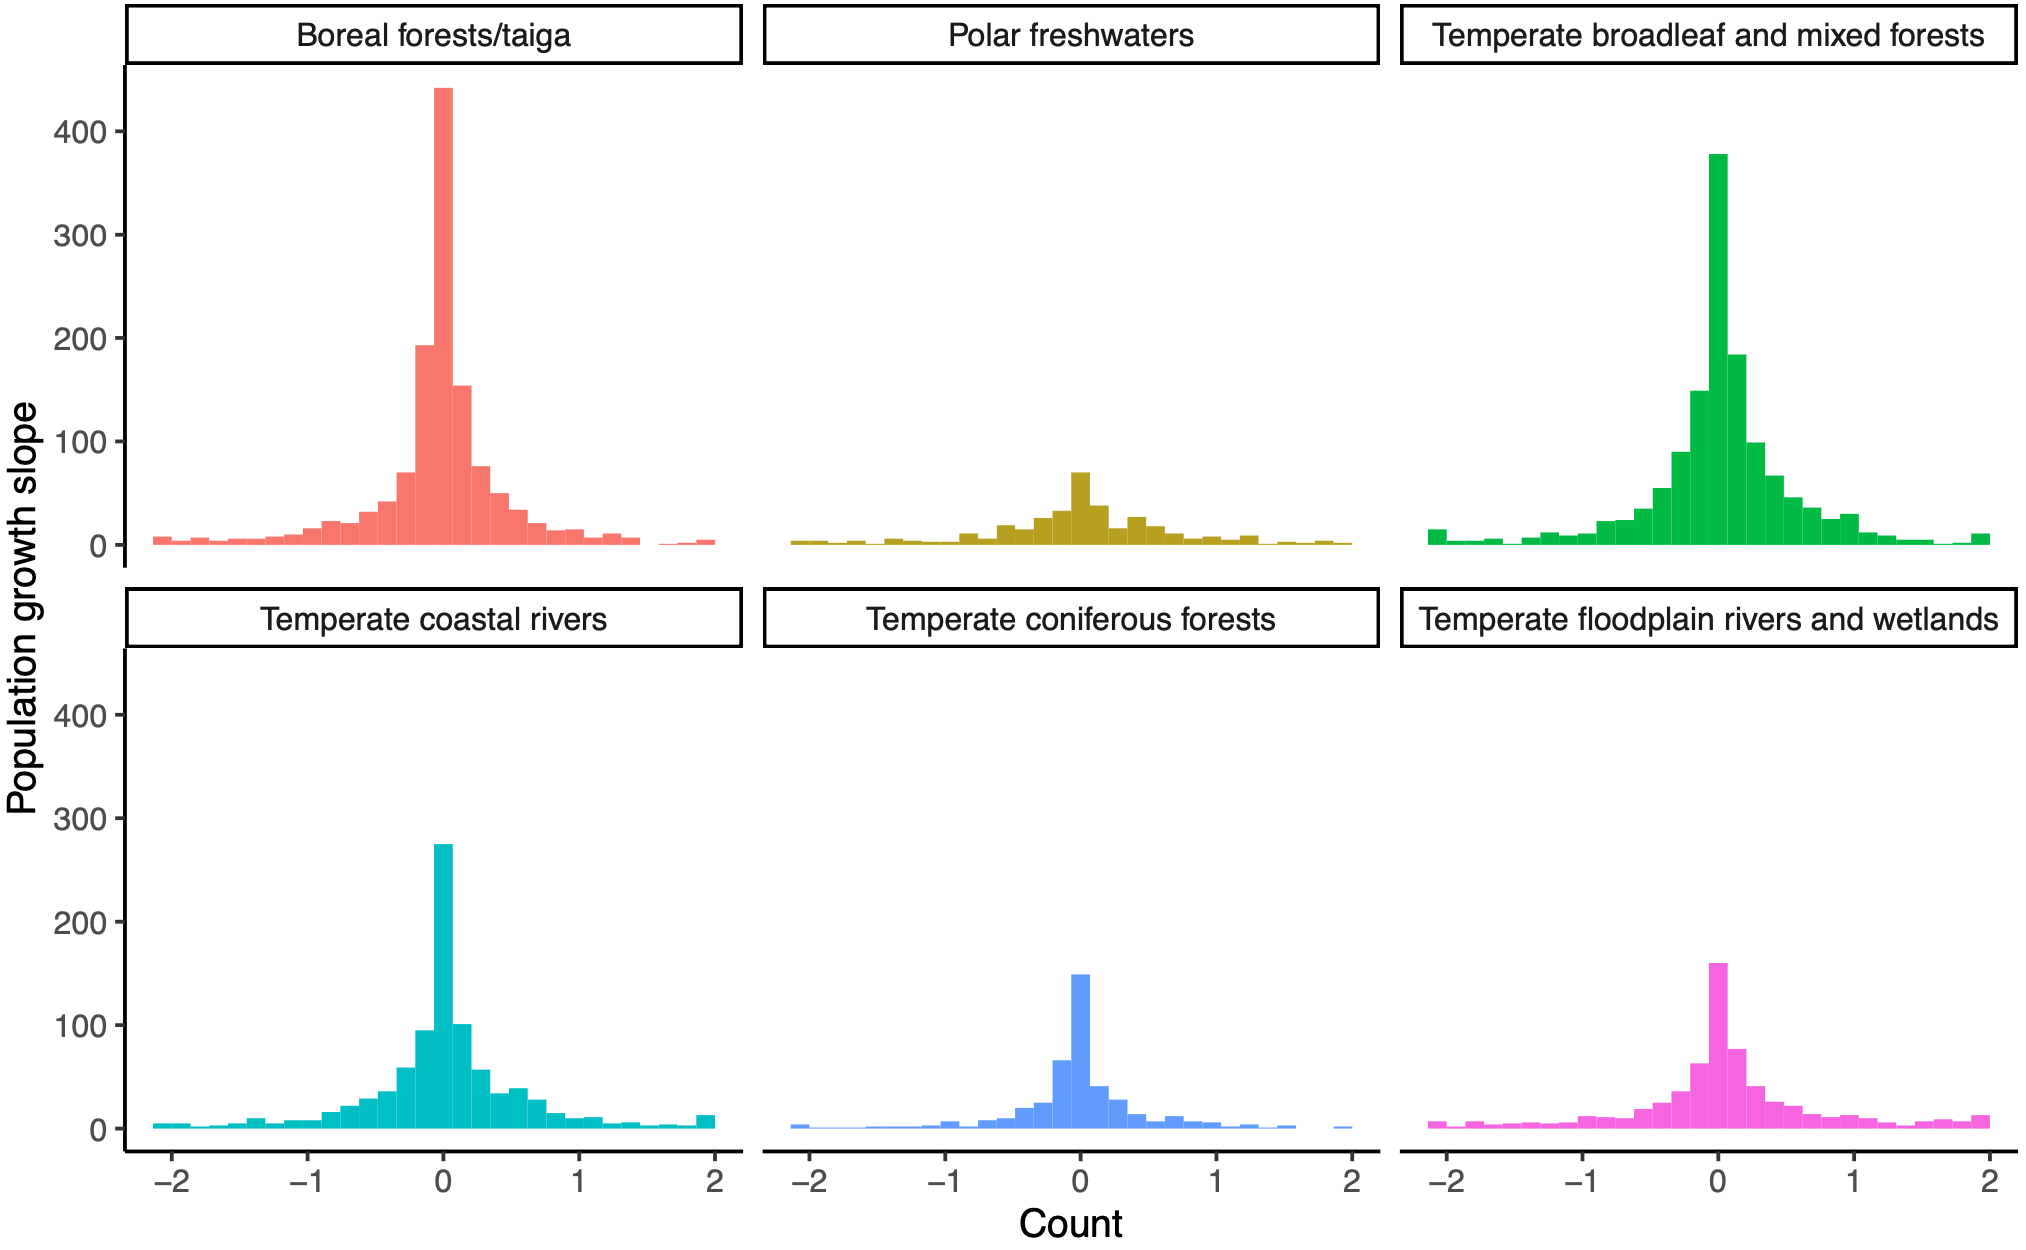 Boreal forests/taiga
Polar freshwaters
Temperate broadleaf and mixed forests
400
300
200
100
0
Population growth slope
Temperate coastal rivers
Temperate coniferous forests
Temperate floodplain rivers and wetlands
400
300
200
100
0
−2 −1 0 1 2
−2 −1 0 1 2
−2 −1 0 1 2
Count